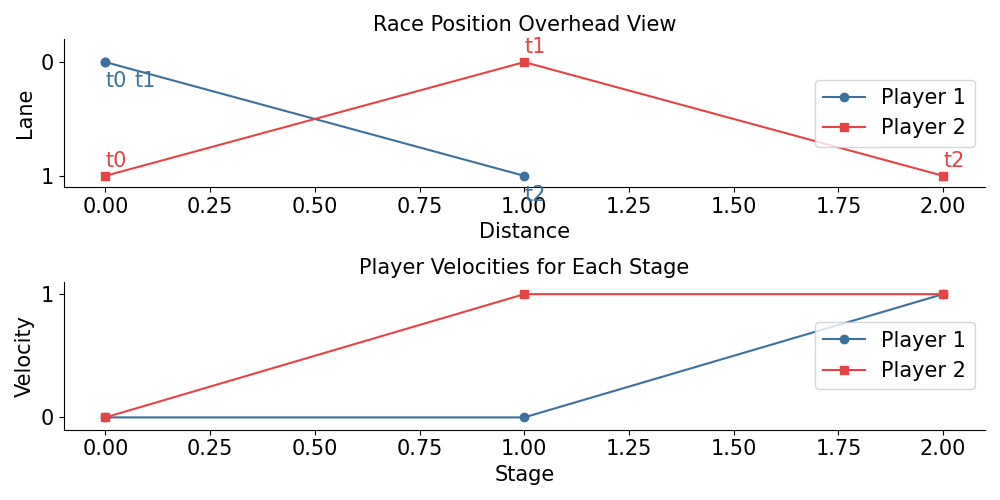 Race Position Overhead View
t1
0
t0 t1
Player 1
Player 2
Lane
t0
t2
1
t2
0.00 0.25 0.50 0.75 1.00 1.25 1.50 1.75 2.00
Distance
Player Velocities for Each Stage
1
Player 1
Player 2
Velocity
0
0.00 0.25 0.50 0.75 1.00 1.25 1.50 1.75 2.00
Stage